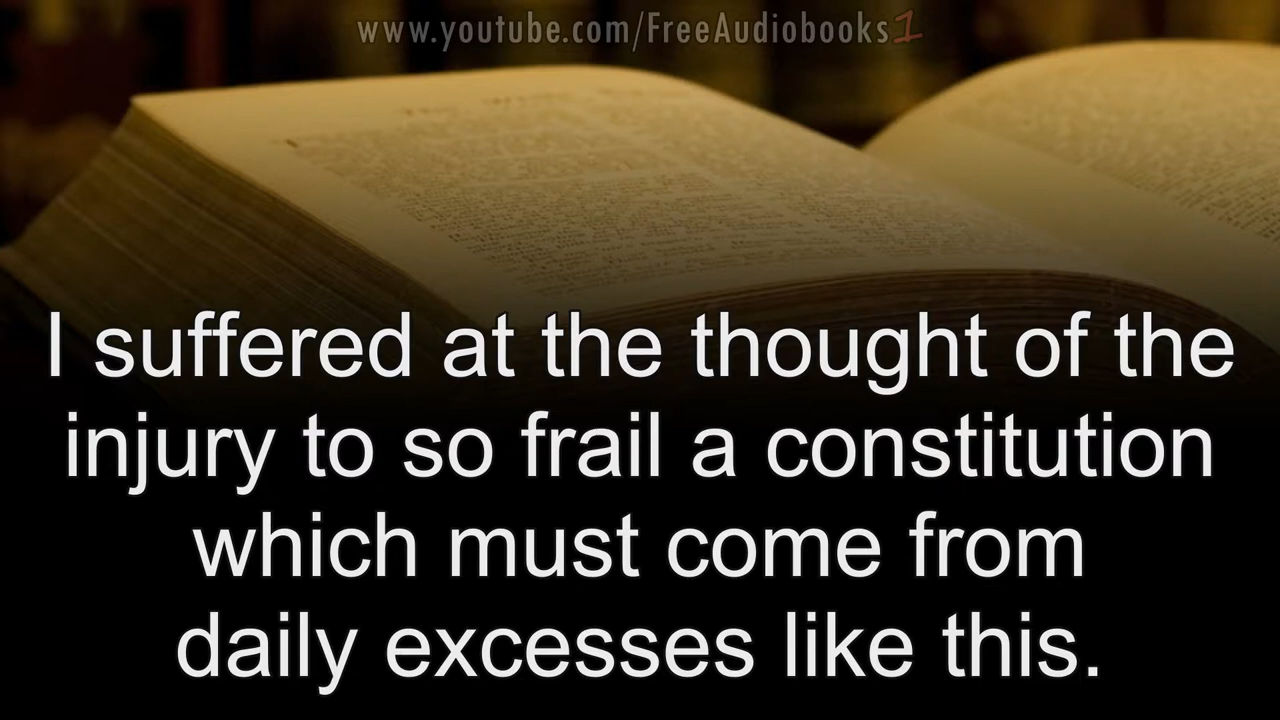 www.youtube.com/FreeAudiobooks1
I suffered at the thought of the
injury to so frail a constitution
which must come from
daily excesses like this.